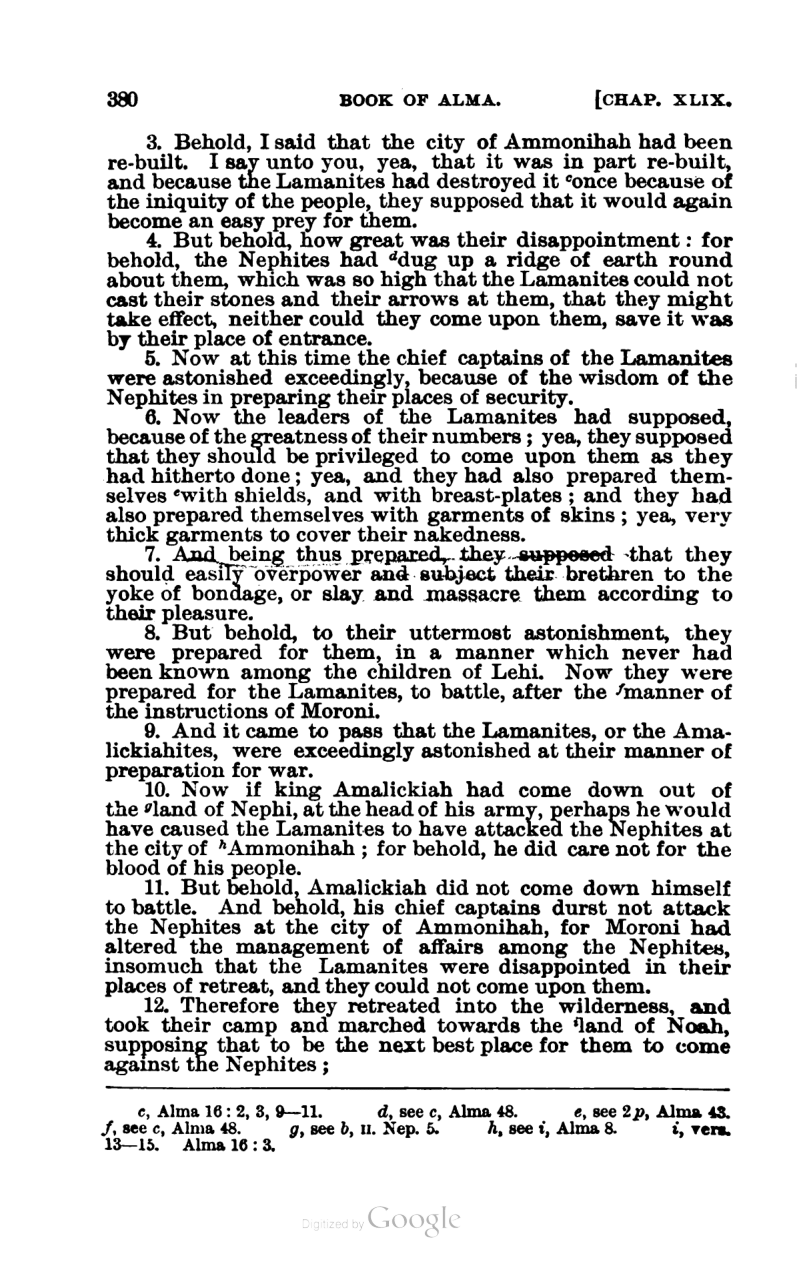 380 BOOK OF ALMA. [CHAP. XLIX.
3. Behold, I said that the city of Ammonihah had been
re-built. I say unto you, yea, that it was in part re-built,
and because the Lamanites had destroyed it ᶜonce because of
the iniquity of the people, they supposed that it would again
become an easy prey for them.
4. But behold, how great was their disappointment : for
behold, the Nephites had ᵈdug up a ridge of earth round
about them, which was so high that the Lamanites could not
cast their stones and their arrows at them, that they might
take effect, neither could they come upon them, save it was
by their place of entrance.
5. Now at this time the chief captains of the Lamanites
were astonished exceedingly, because of the wisdom of the
Nephites in preparing their places of security.
6. Now the leaders of the Lamanites had supposed,
because of the greatness of their numbers ; yea, they supposed
that they should be privileged to come upon them as they
had hitherto done ; yea, and they had also prepared them-
selves ᵉwith shields, and with breast-plates ; and they had
also prepared themselves with garments of skins ; yea, very
thick garments to cover their nakedness.
7. And being thus prepared, they supposed that they
should easily overpower and subject their brethren to the
yoke of bondage, or slay and massacre them according to
their pleasure.
8. But behold, to their uttermost astonishment, they
were prepared for them, in a manner which never had
been known among the children of Lehi. Now they were
prepared for the Lamanites, to battle, after the ᶠmanner of
the instructions of Moroni.
9. And it came to pass that the Lamanites, or the Ama-
lickiahites, were exceedingly astonished at their manner of
preparation for war.
10. Now if king Amalickiah had come down out of
the ᵍland of Nephi, at the head of his army, perhaps he would
have caused the Lamanites to have attacked the Nephites at
the city of ʰAmmonihah ; for behold, he did care not for the
blood of his people.
11. But behold, Amalickiah did not come down himself
to battle. And behold, his chief captains durst not attack
the Nephites at the city of Ammonihah, for Moroni had
altered the management of affairs among the Nephites,
insomuch that the Lamanites were disappointed in their
places of retreat, and they could not come upon them.
12. Therefore they retreated into the wilderness, and
took their camp and marched towards the ⁱland of Noah,
supposing that to be the next best place for them to come
against the Nephites ;
c, Alma 16 : 2, 3, 9—11. d, see c, Alma 48. e, see 2p, Alma 43.
f, see c, Alma 48. g, see b, II. Nep. 5. h, see i, Alma 8. i, vers.
13—15. Alma 16 : 3.
Digitized by Google